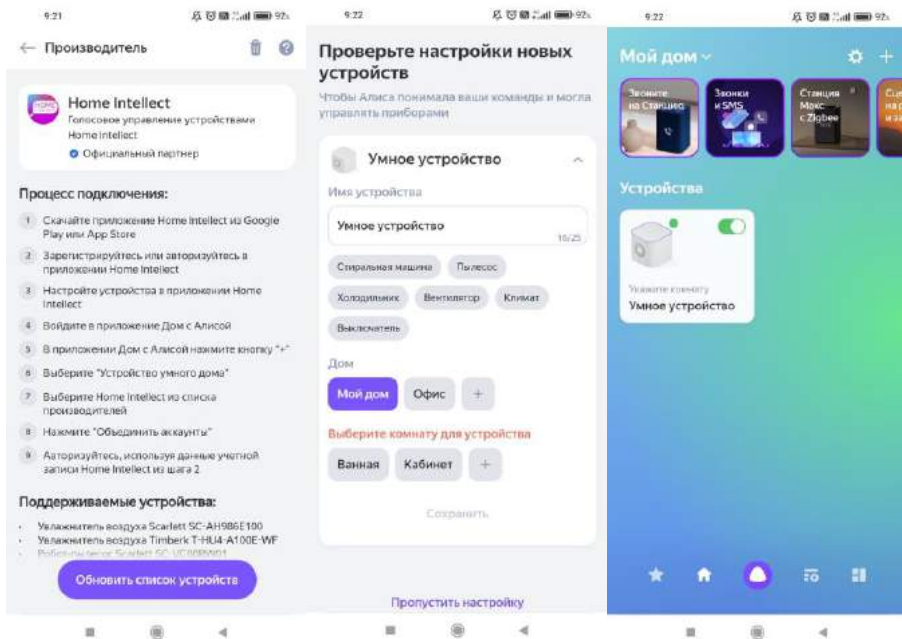 9:21
92%
← Производитель
HOME
Home Intellect
Голосовое управление устройствами
Home Intellect
Официальный партнер
Процесс подключения:
1 Скачайте приложение Home Intellect из Google
Play или App Store
2 Зарегистрируйтесь или авторизуйтесь в
приложении Home Intellect
3 Настройте устройства в приложении Home
Intellect
4 Войдите в приложение Дом с Алисой
5 В приложении Дом с Алисой нажмите кнопку "+"
6 Выберите "Устройство умного дома"
7 Выберите Home Intellect из списка
производителей
8 Нажмите "Объединить аккаунты"
9 Авторизуйтесь, используя данные учетной
записи Home Intellect из шага 2
Поддерживаемые устройства:
Увлажнитель воздуха Scarlett SC-AH986E100
Увлажнитель воздуха Timberk T-HU4-A100E-WF
Обновить список устройств
9:22
92%
Проверьте настройки новых
устройств
Чтобы Алиса понимала ваши команды и могла
управлять приборами
Умное устройство
Имя устройства
Умное устройство
16/25
Стиральная машина Пылесос
Холодильник Вентилятор Климат
Выключатель
Дом
Мой дом Офис +
Выберите комнату для устройства
Ванная Кабинет +
Сохранить
Пропустить настройку
9:22
92%
Мой дом
Звоните
на Станцию
Звонки
и SMS
Станция
Макс
с Zigbee
Устройства
Укажите комнату
Умное устройство